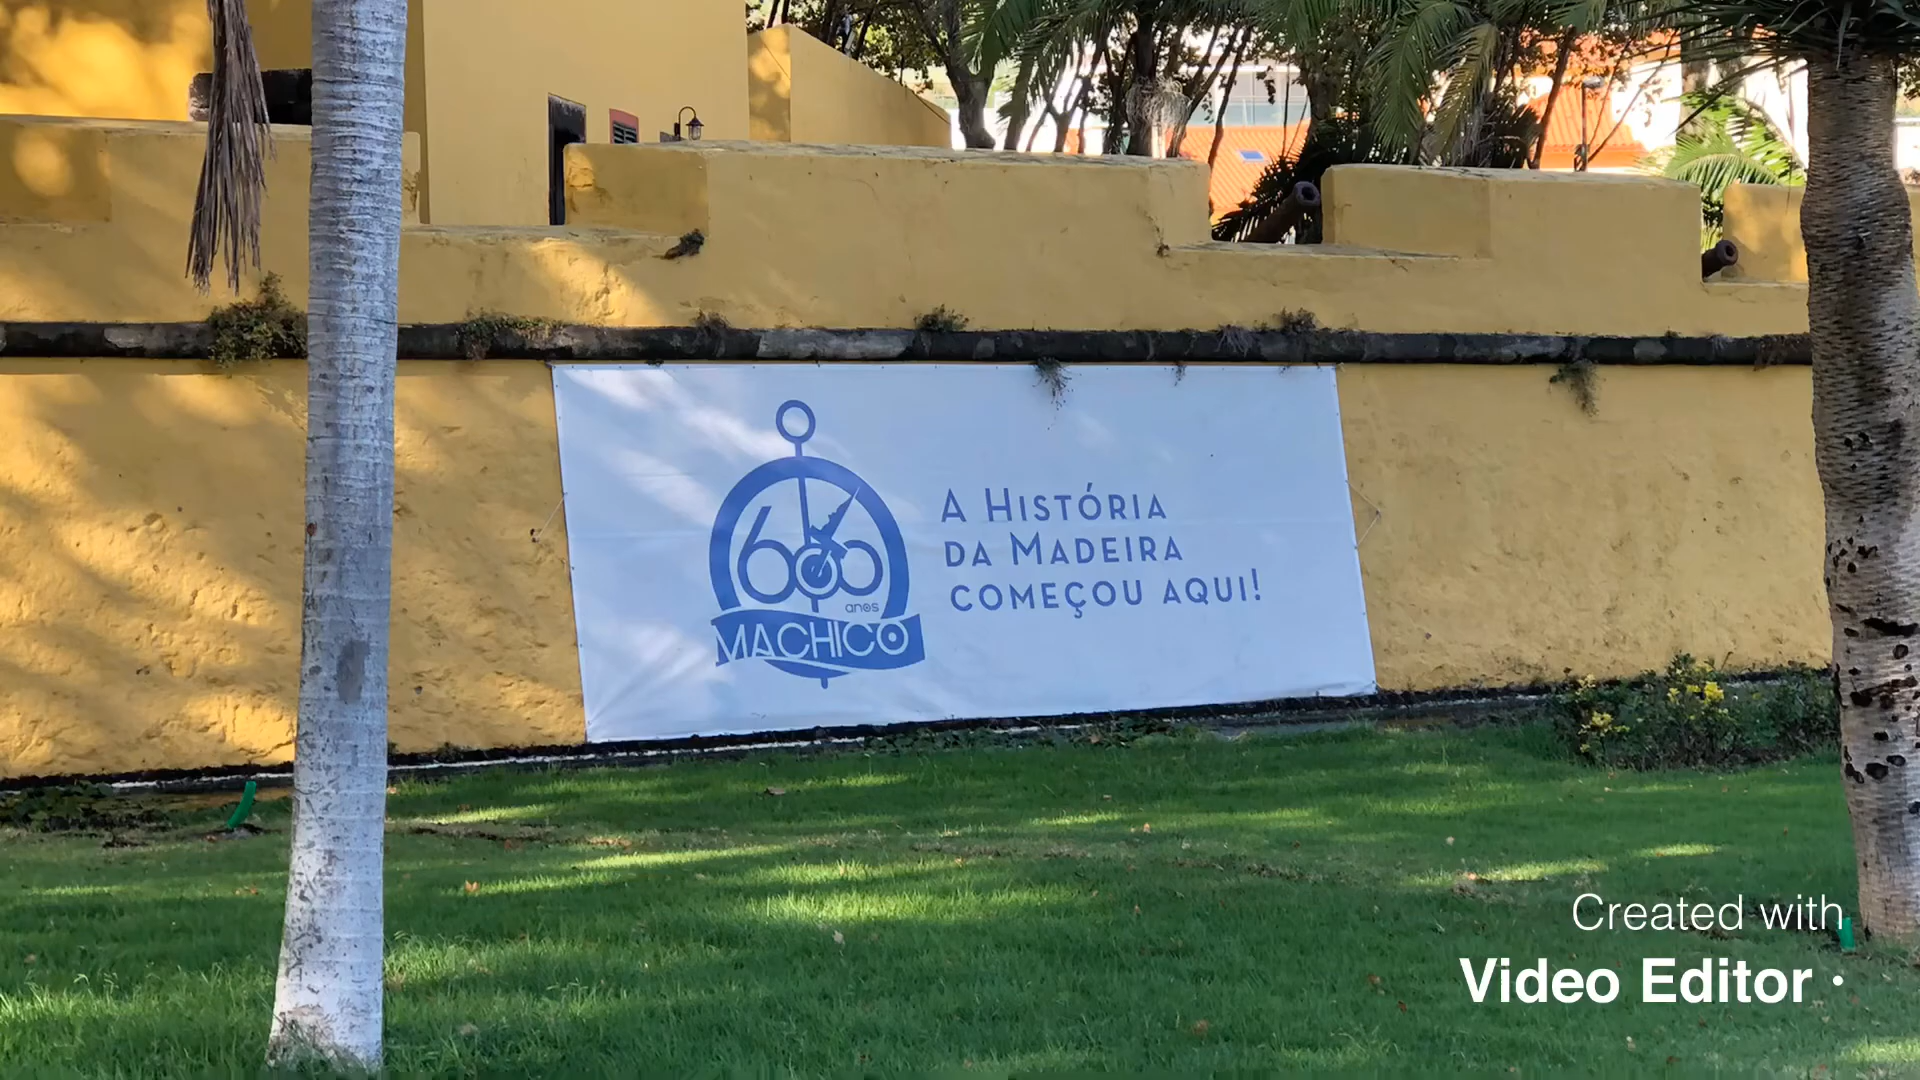 600
anos
MACHICO
A HISTÓRIA
DA MADEIRA
COMEÇOU AQUI!
Created with
Video Editor •